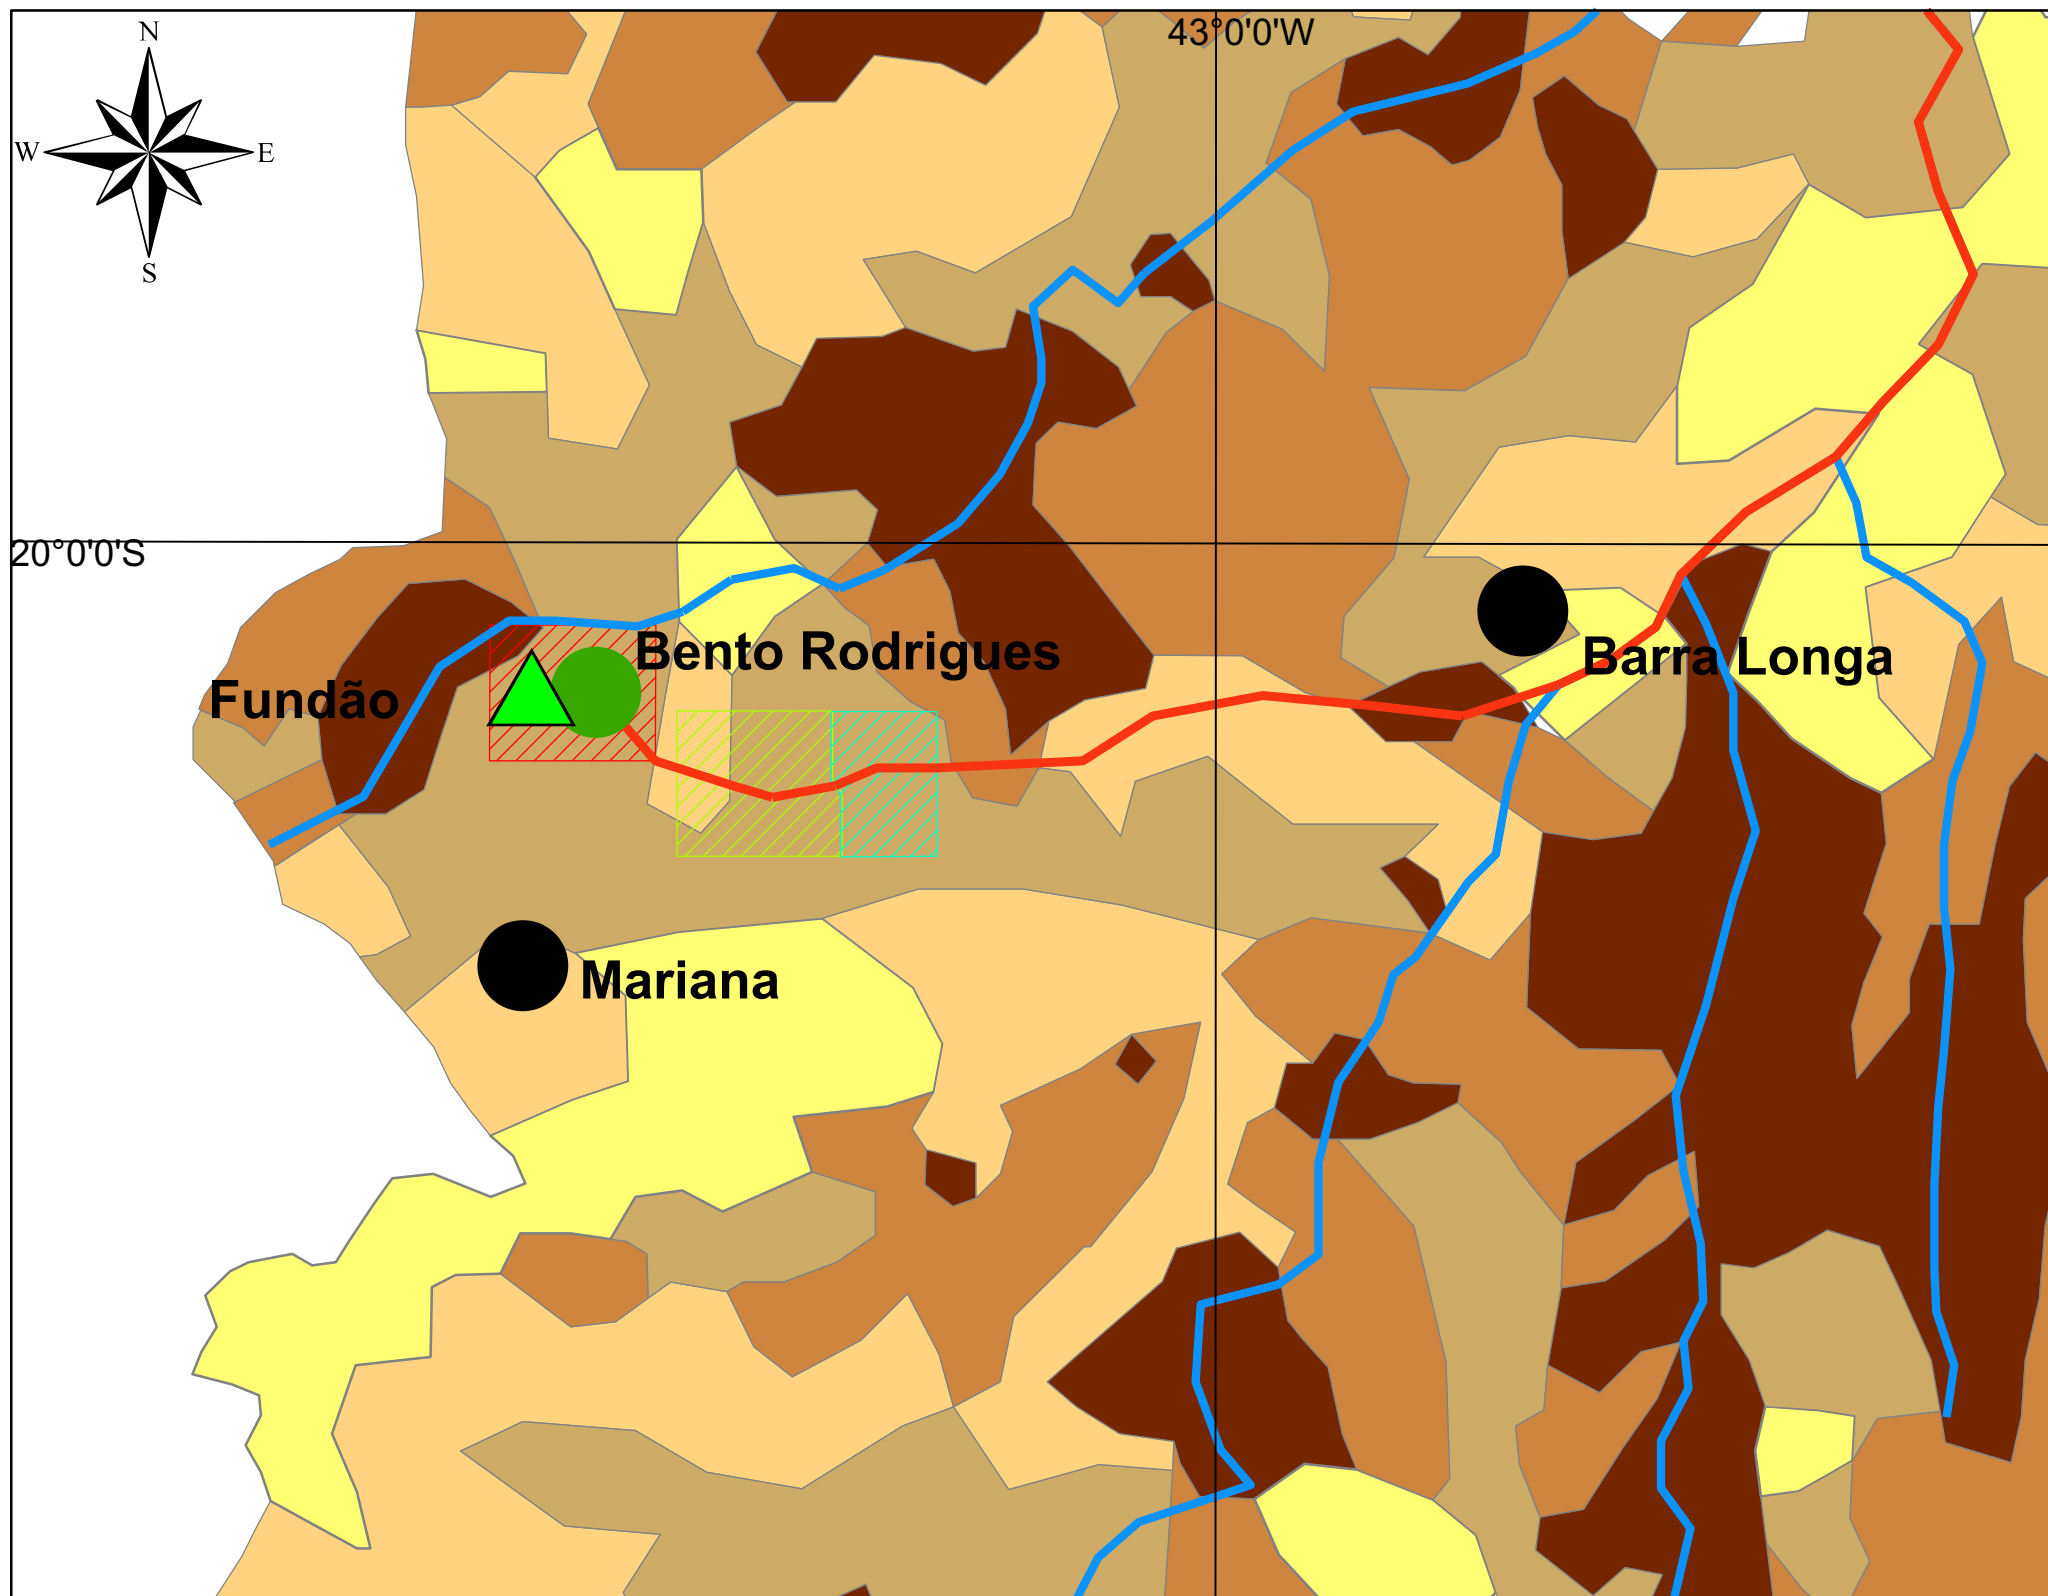 N
43°0'0'W
W
E
S
20°0'0'S
Bento Rodrigues
Barra Longa
Fundão
Mariana